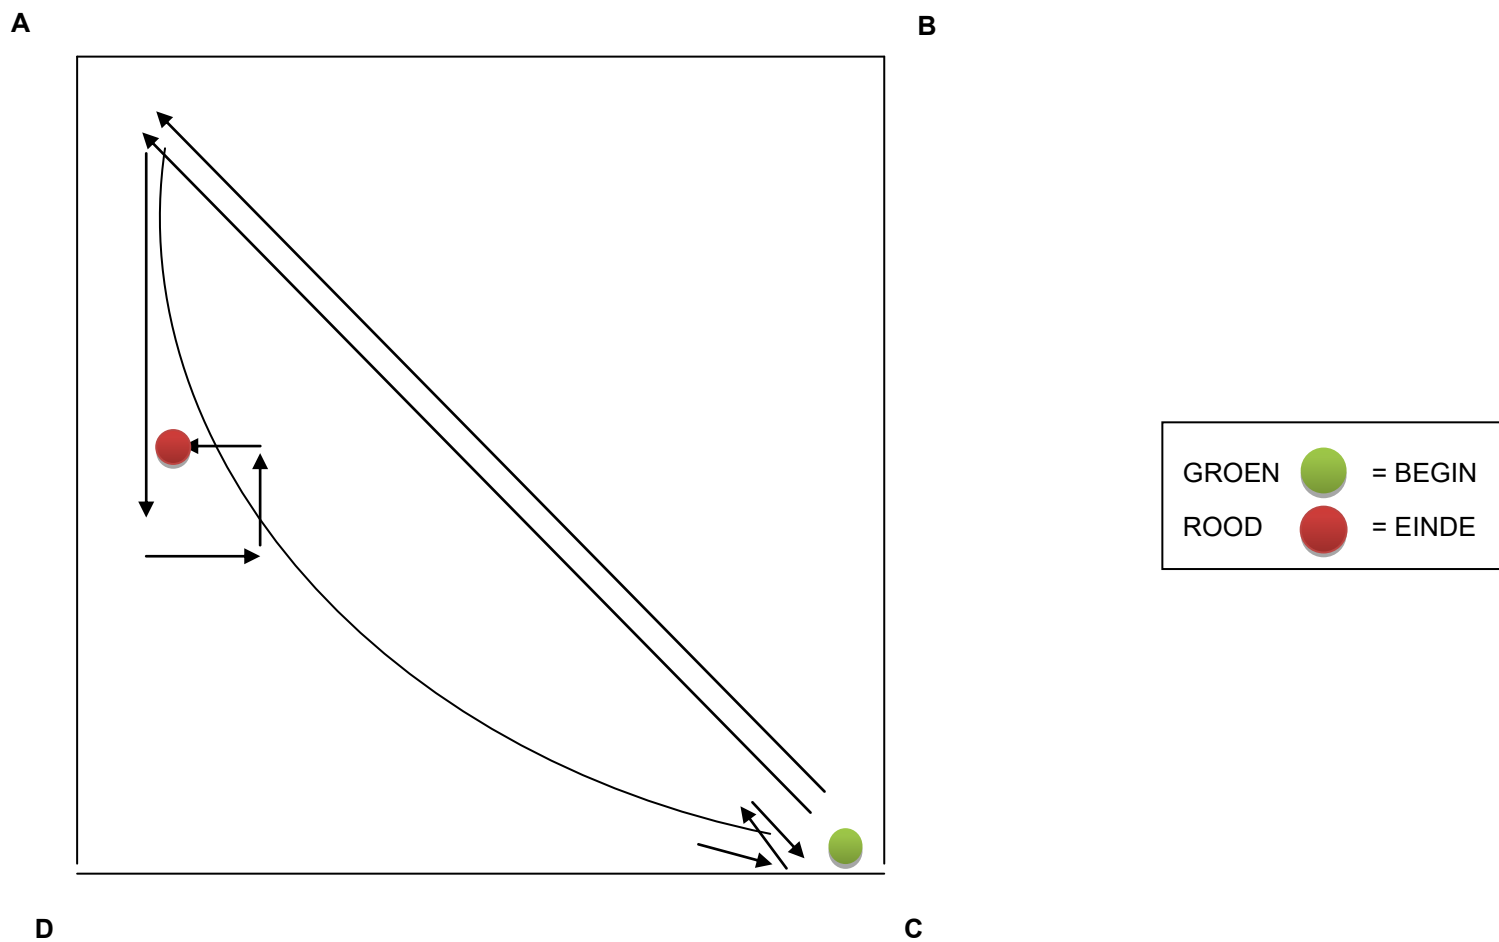 A
B
GROEN = BEGIN
ROOD = EINDE
D
C